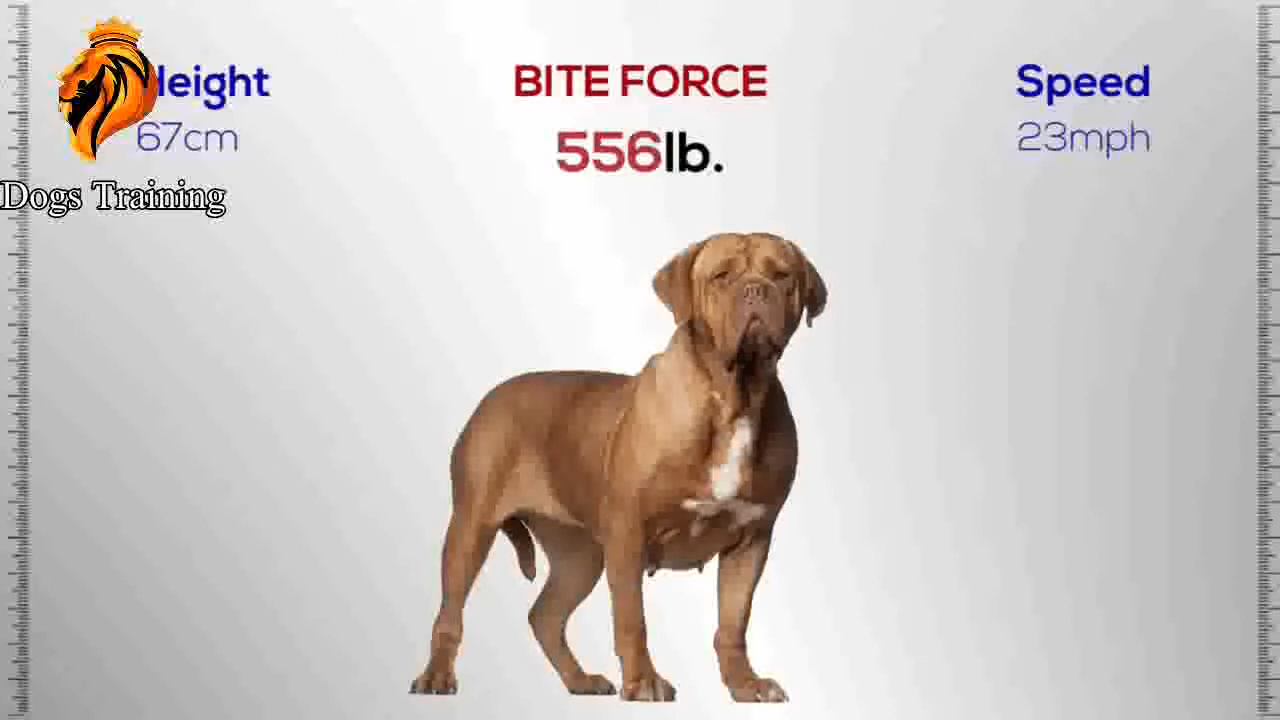 Height
67cm
BITE FORCE
556lb.
Speed
23mph
Dogs Training